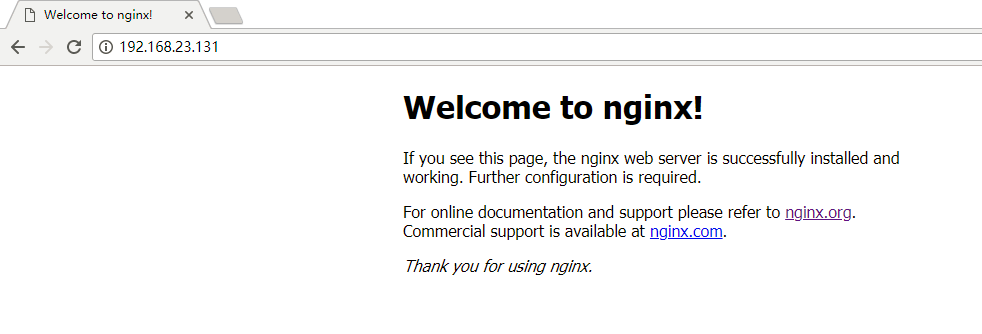 Welcome to nginx!
192.168.23.131
Welcome to nginx!
If you see this page, the nginx web server is successfully installed and
working. Further configuration is required.
For online documentation and support please refer to nginx.org.
Commercial support is available at nginx.com.
Thank you for using nginx.